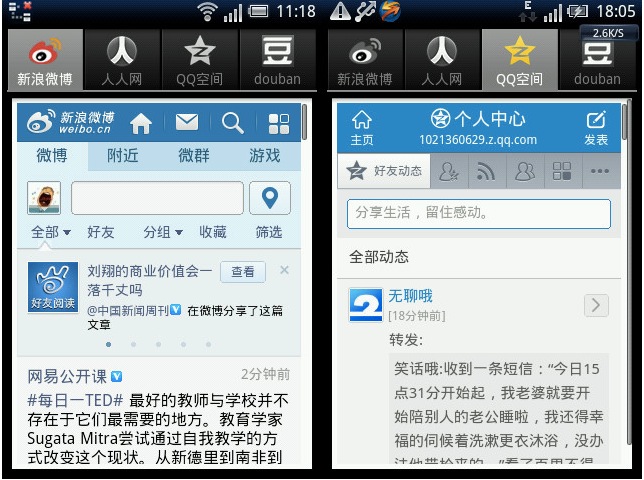 11:18
新浪微博 人人网 QQ空间 douban
新浪微博
weibo.cn
微博 附近 微群 游戏
全部 好友 分组 收藏 筛选
刘翔的商业价值会一
落千丈吗
查看
好友阅读
@中国新闻周刊 在微博分享了这篇
文章
网易公开课 2分钟前
#每日一TED# 最好的教师与学校并不
存在于它们最需要的地方。教育学家
Sugata Mitra尝试通过自我教学的方
式改变这个现状。从新德里到南非到
E 18:05
2.6K/S
新浪微博 人人网 QQ空间 douban
豆
主页 个人中心 发表
1021360629.z.qq.com
好友动态
分享生活，留住感动。
全部动态
无聊哦
[18分钟前]
转发:
笑话哦:收到一条短信：“今日15
点31分开始起，我老婆就要开
始陪别人的老公睡啦，我还得幸
福的伺候着洗漱更衣沐浴，没办